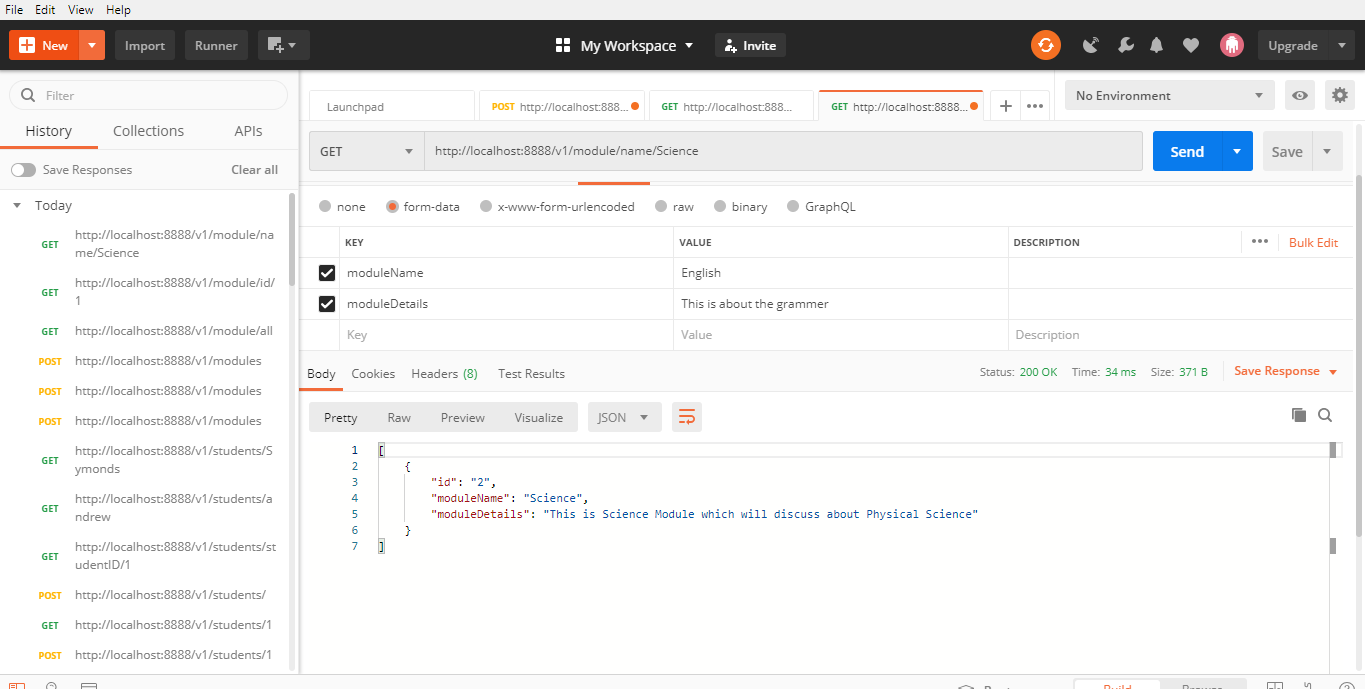 File Edit View Help
New Import Runner My Workspace Invite Upgrade
Filter
History Collections APIs
Save Responses Clear all
Today
GET http://localhost:8888/v1/module/na
me/Science
GET http://localhost:8888/v1/module/id/
1
GET http://localhost:8888/v1/module/all
POST http://localhost:8888/v1/modules
POST http://localhost:8888/v1/modules
POST http://localhost:8888/v1/modules
GET http://localhost:8888/v1/students/S
ymonds
GET http://localhost:8888/v1/students/a
ndrew
GET http://localhost:8888/v1/students/st
udentID/1
POST http://localhost:8888/v1/students/
GET http://localhost:8888/v1/students/1
POST http://localhost:8888/v1/students/1
Launchpad POST http://localhost:888... GET http://localhost:888... GET http://localhost:8888... + ••• No Environment
GET http://localhost:8888/v1/module/name/Science Send Save
none form-data x-www-form-urlencoded raw binary GraphQL
KEY VALUE DESCRIPTION ••• Bulk Edit
moduleName English
moduleDetails This is about the grammer
Key Value Description
Body Cookies Headers (8) Test Results Status: 200 OK Time: 34 ms Size: 371 B Save Response
Pretty Raw Preview Visualize JSON
1 [
2 {
3 "id": "2",
4 "moduleName": "Science",
5 "moduleDetails": "This is Science Module which will discuss about Physical Science"
6 }
7 ]
Build Browse